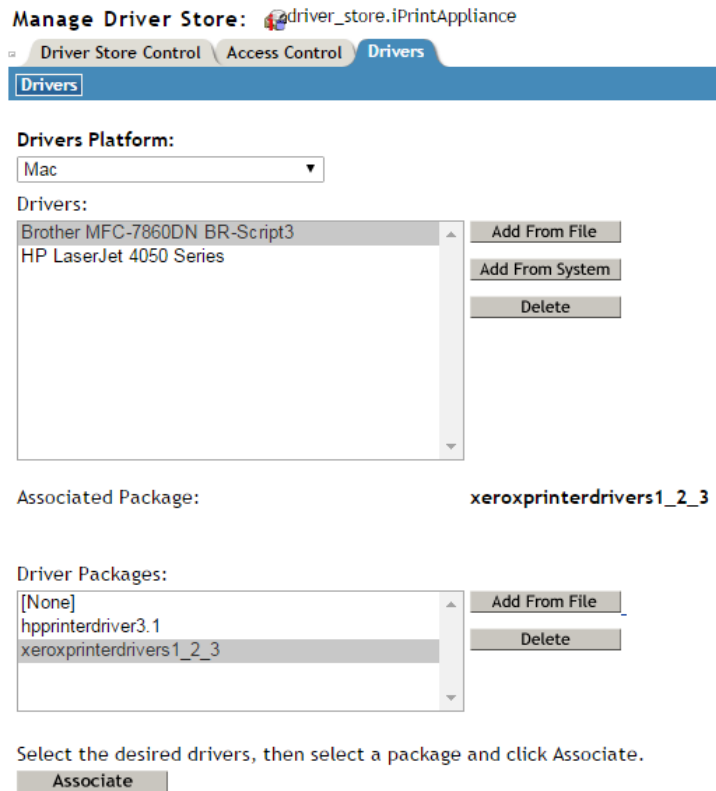 Manage Driver Store: driver_store.iPrintAppliance
Driver Store Control Access Control Drivers
Drivers
Drivers Platform:
Mac
Drivers:
Brother MFC-7860DN BR-Script3 Add From File
HP LaserJet 4050 Series
Add From System
Delete
Associated Package: xeroxprinterdrivers1_2_3
Driver Packages:
[None] Add From File
hpprinterdriver3.1
xeroxprinterdrivers1_2_3 Delete
Select the desired drivers, then select a package and click Associate.
Associate